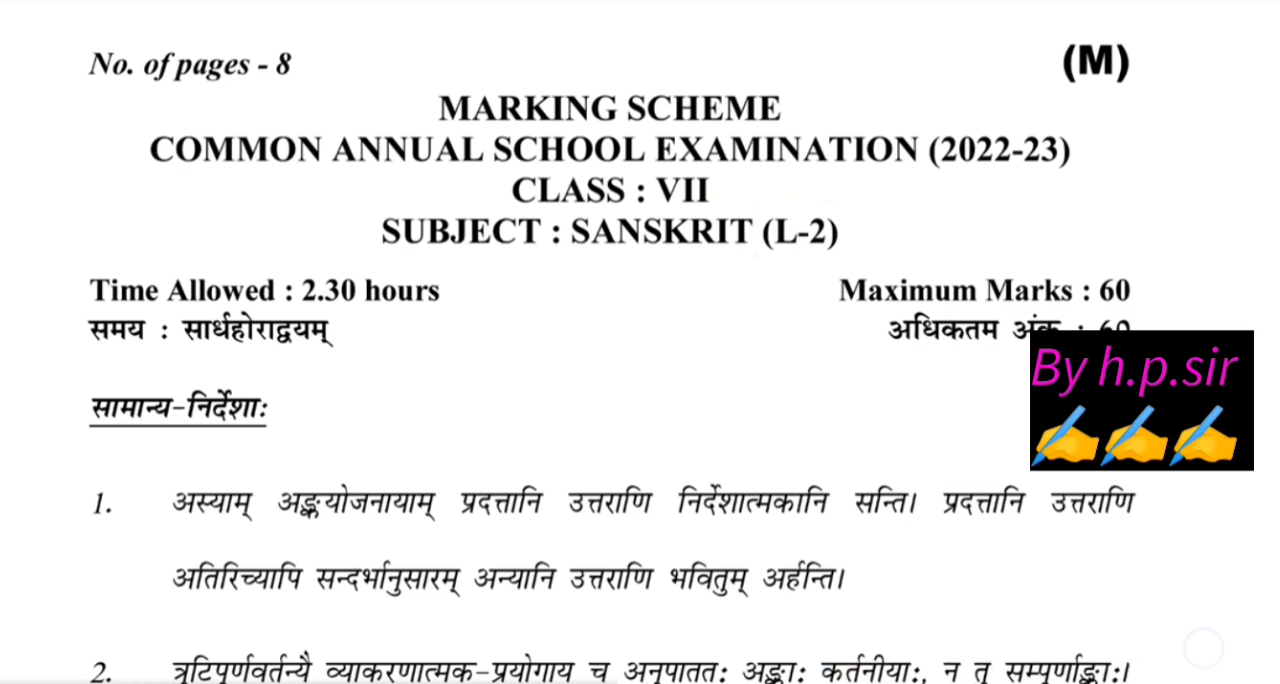 No. of pages - 8
(M)
MARKING SCHEME
COMMON ANNUAL SCHOOL EXAMINATION (2022-23)
CLASS : VII
SUBJECT : SANSKRIT (L-2)
Time Allowed : 2.30 hours
Maximum Marks : 60
समय : सार्धहोराद्वयम्
अधिकतम अंक : 60
By h.p.sir
सामान्य-निर्देशाः
1. अस्याम् अङ्कयोजनायाम् प्रदत्तानि उत्तराणि निर्देशात्मकानि सन्ति। प्रदत्तानि उत्तराणि
अतिरिच्यापि सन्दर्भानुसारम् अन्यानि उत्तराणि भवितुम् अर्हन्ति।
2. त्रुटिपूर्णवर्तन्यै व्याकरणात्मक-प्रयोगाय च अनुपाततः अङ्काः कर्तनीयाः, न तु सम्पूर्णाङ्काः।